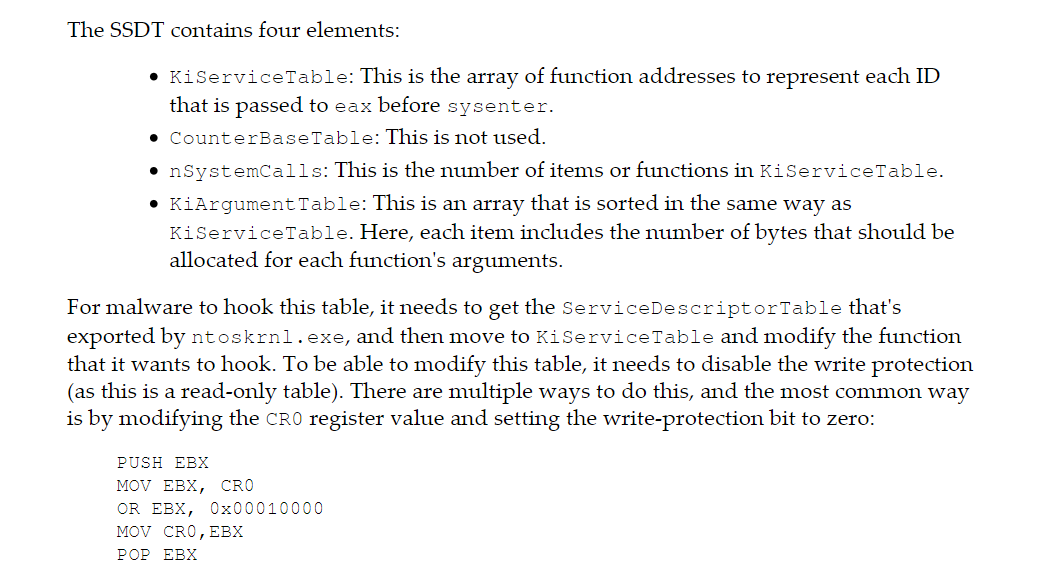 The SSDT contains four elements:
• KiServiceTable: This is the array of function addresses to represent each ID
that is passed to eax before sysenter.
• CounterBaseTable: This is not used.
• nSystemCalls: This is the number of items or functions in KiServiceTable.
• KiArgumentTable: This is an array that is sorted in the same way as
KiServiceTable. Here, each item includes the number of bytes that should be
allocated for each function's arguments.
For malware to hook this table, it needs to get the ServiceDescriptorTable that's
exported by ntoskrnl.exe, and then move to KiServiceTable and modify the function
that it wants to hook. To be able to modify this table, it needs to disable the write protection
(as this is a read-only table). There are multiple ways to do this, and the most common way
is by modifying the CR0 register value and setting the write-protection bit to zero:
PUSH EBX
MOV EBX, CR0
OR EBX, 0x00010000
MOV CR0,EBX
POP EBX